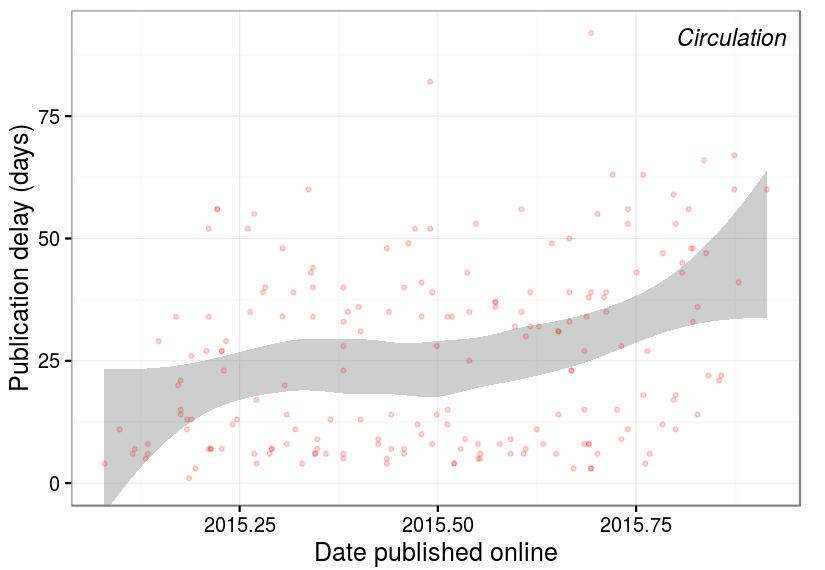 Circulation
Publication delay (days)
75
50
25
0
2015.25 2015.50 2015.75
Date published online